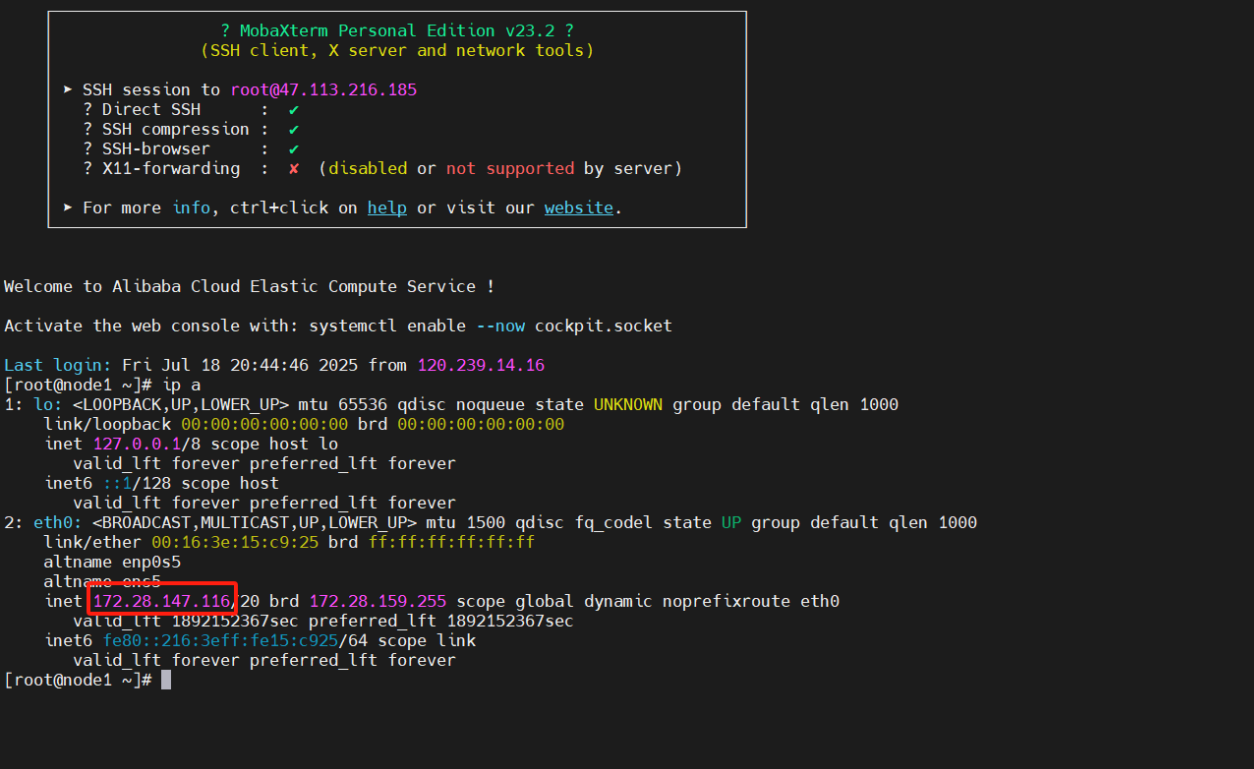 ? MobaXterm Personal Edition v23.2 ?
(SSH client, X server and network tools)
➤ SSH session to root@47.113.216.185
? Direct SSH : ✔
? SSH compression : ✔
? SSH-browser : ✔
? X11-forwarding : ✘ (disabled or not supported by server)
➤ For more info, ctrl+click on help or visit our website.
Welcome to Alibaba Cloud Elastic Compute Service !
Activate the web console with: systemctl enable --now cockpit.socket
Last login: Fri Jul 18 20:44:46 2025 from 120.239.14.16
[root@node1 ~]# ip a
1: lo: <LOOPBACK,UP,LOWER_UP> mtu 65536 qdisc noqueue state UNKNOWN group default qlen 1000
link/loopback 00:00:00:00:00:00 brd 00:00:00:00:00:00
inet 127.0.0.1/8 scope host lo
valid_lft forever preferred_lft forever
inet6 ::1/128 scope host
valid_lft forever preferred_lft forever
2: eth0: <BROADCAST,MULTICAST,UP,LOWER_UP> mtu 1500 qdisc fq_codel state UP group default qlen 1000
link/ether 00:16:3e:15:c9:25 brd ff:ff:ff:ff:ff:ff
altname enp0s5
altname ens5
inet 172.28.147.116/20 brd 172.28.159.255 scope global dynamic noprefixroute eth0
valid_lft 1892152367sec preferred_lft 1892152367sec
inet6 fe80::216:3eff:fe15:c925/64 scope link
valid_lft forever preferred_lft forever
[root@node1 ~]#